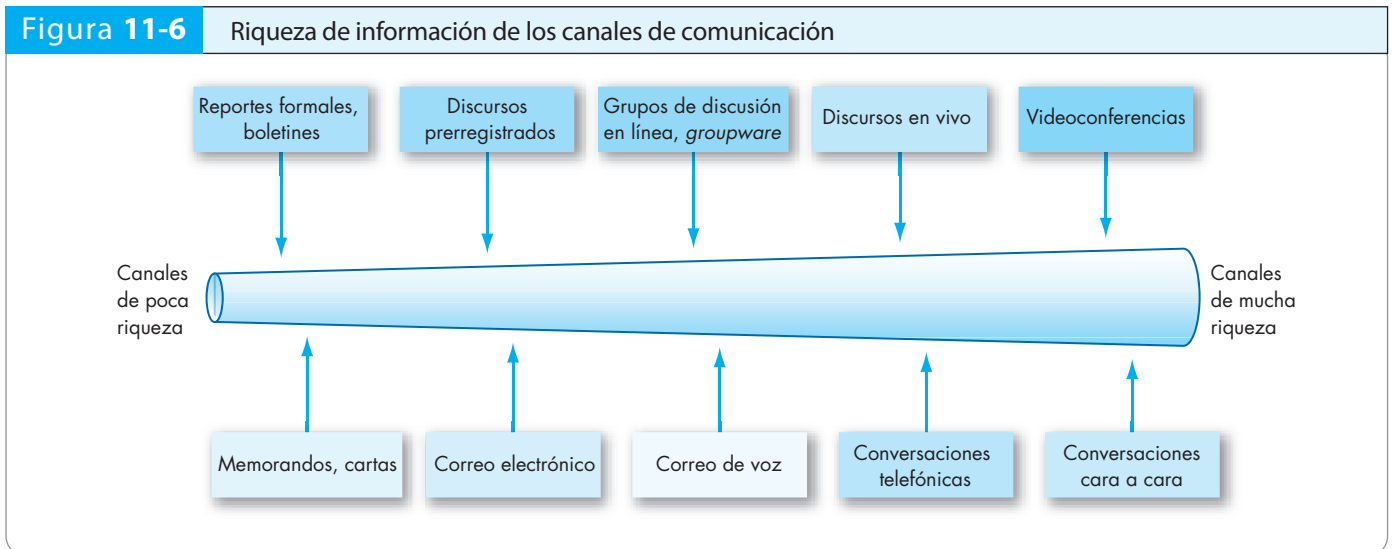 Figura 11-6 Riqueza de información de los canales de comunicación
Reportes formales,
boletines
Discursos
prerregistrados
Grupos de discusión
en línea, groupware
Discursos en vivo
Videoconferencias
Canales
de poca
riqueza
Canales
de mucha
riqueza
Memorandos, cartas
Correo electrónico
Correo de voz
Conversaciones
telefónicas
Conversaciones
cara a cara